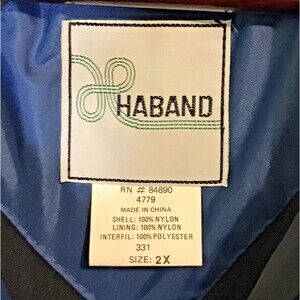 HABAND
RN # 84890
4779
MADE IN CHINA
SHELL: 100% NYLON
LINING: 100% NYLON
INTERFIL: 100% POLYESTER
331
SIZE: 2X